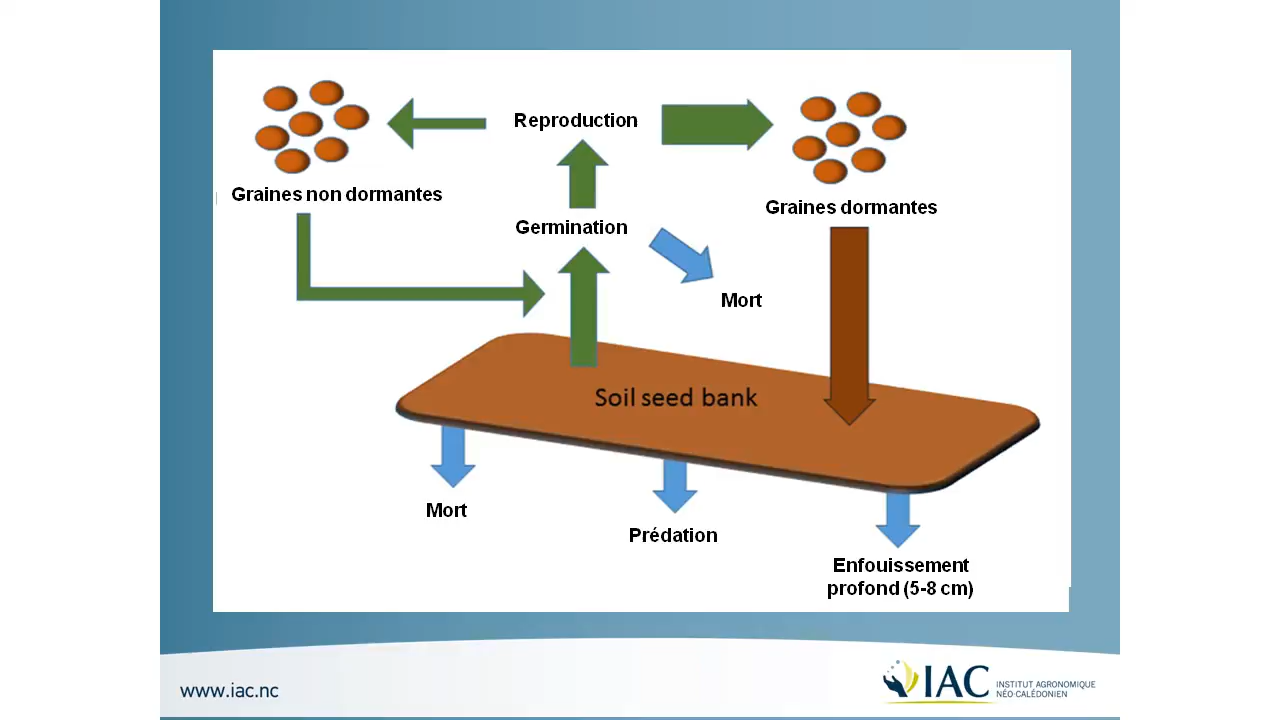 Reproduction
Graines non dormantes
Graines dormantes
Germination
Mort
Soil seed bank
Mort
Prédation
Enfouissement
profond (5-8 cm)
www.iac.nc
IAC
INSTITUT AGRONOMIQUE
NÉO-CALÉDONIEN